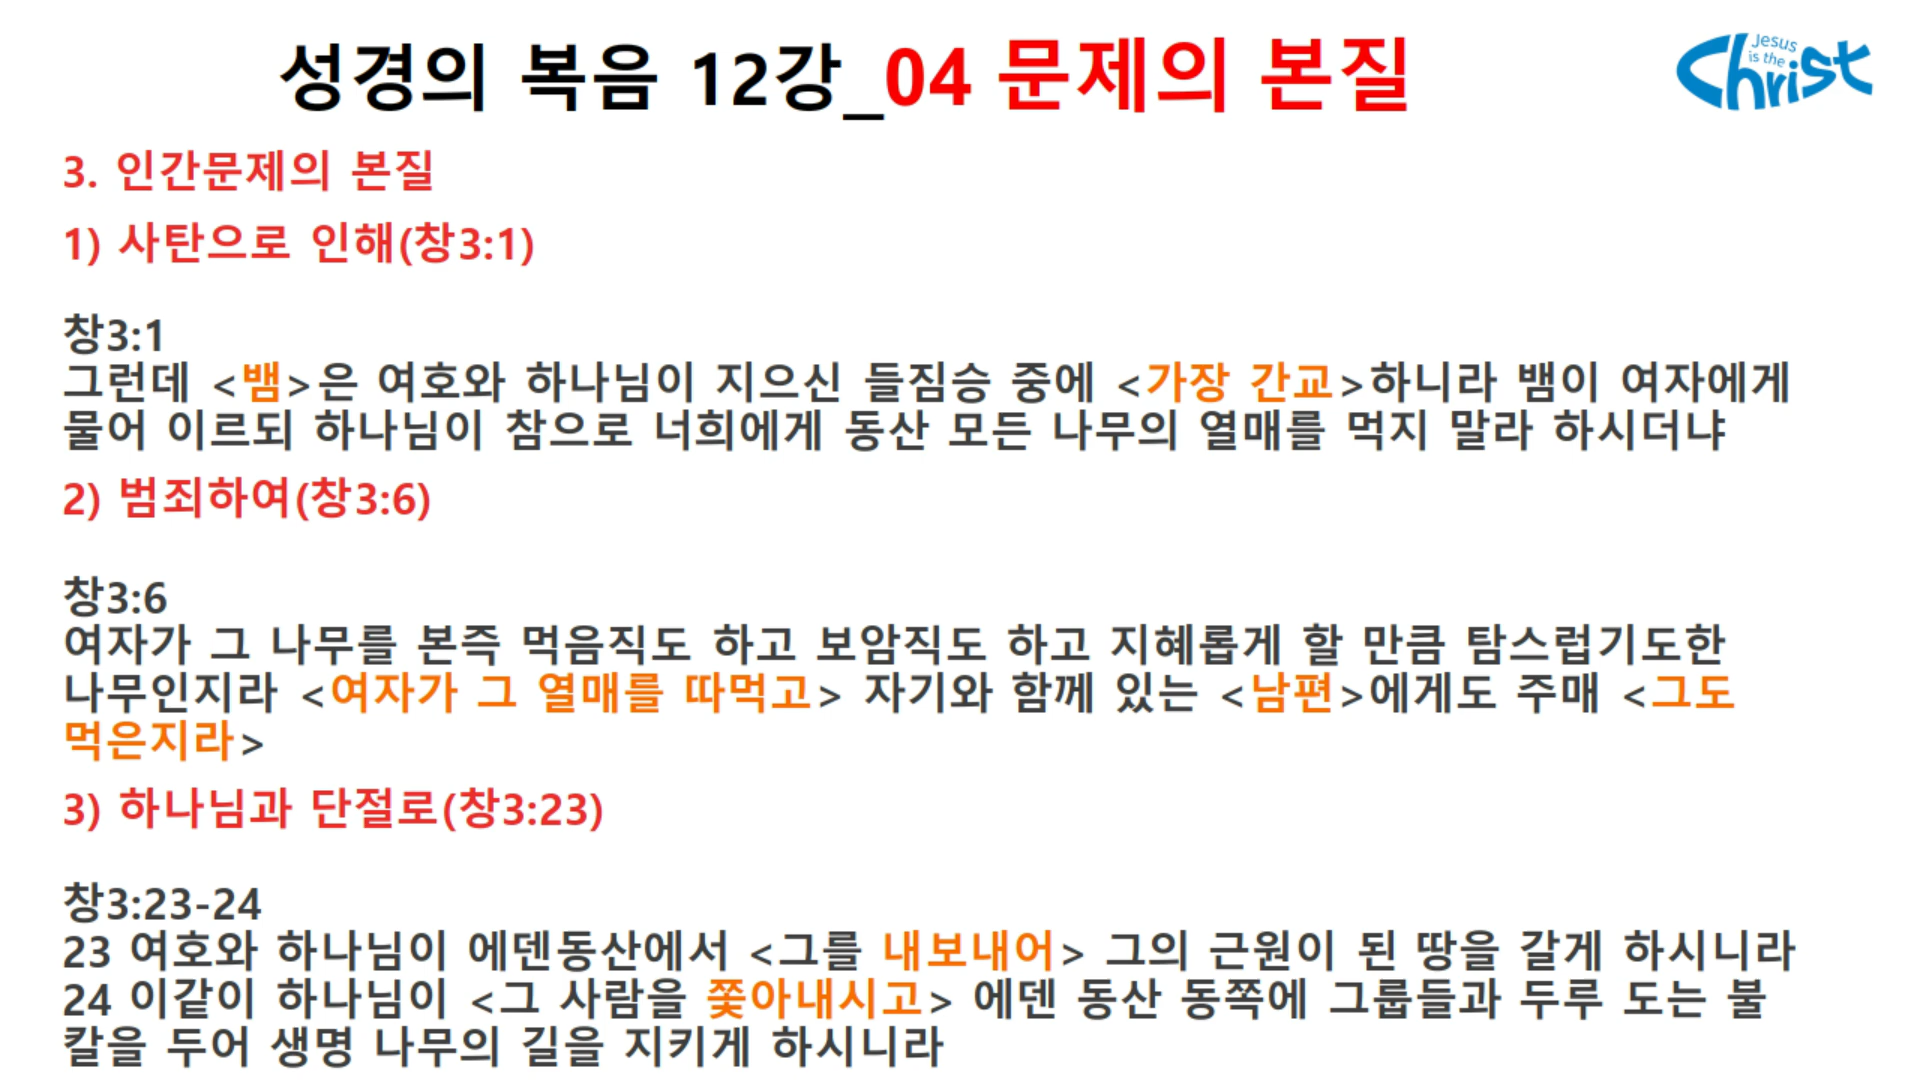 성경의 복음 12강_04 문제의 본질
Jesus
is the
Christ
3. 인간문제의 본질
1) 사탄으로 인해(창3:1)
창3:1
그런데 <뱀>은 여호와 하나님이 지으신 들짐승 중에 <가장 간교>하니라 뱀이 여자에게
물어 이르되 하나님이 참으로 너희에게 동산 모든 나무의 열매를 먹지 말라 하시더냐
2) 범죄하여(창3:6)
창3:6
여자가 그 나무를 본즉 먹음직도 하고 보암직도 하고 지혜롭게 할 만큼 탐스럽기도한
나무인지라 <여자가 그 열매를 따먹고> 자기와 함께 있는 <남편>에게도 주매 <그도
먹은지라>
3) 하나님과 단절로(창3:23)
창3:23-24
23 여호와 하나님이 에덴동산에서 <그를 내보내어> 그의 근원이 된 땅을 갈게 하시니라
24 이같이 하나님이 <그 사람을 쫓아내시고> 에덴 동산 동쪽에 그룹들과 두루 도는 불
칼을 두어 생명 나무의 길을 지키게 하시니라